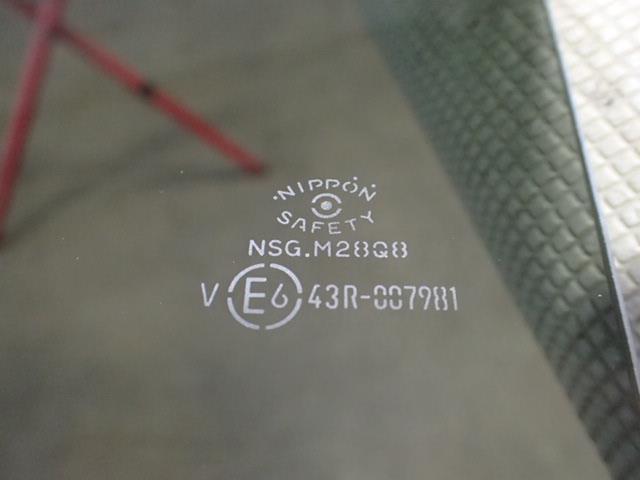 NIPPON
SAFETY
NSG.M28Q8
V E6 43R-007981